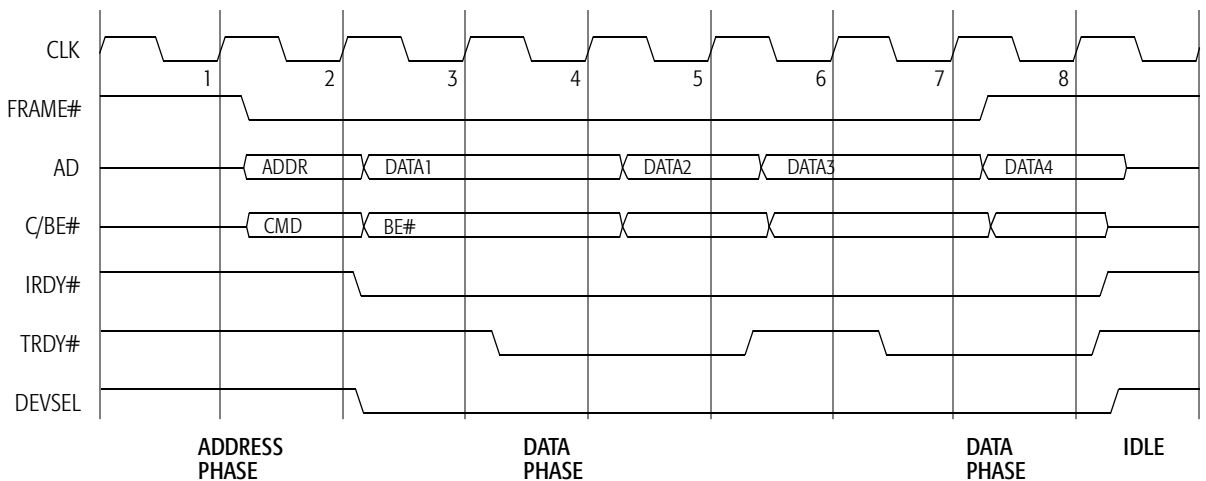 CLK
1 2 3 4 5 6 7 8
FRAME#
AD ADDR DATA1 DATA2 DATA3 DATA4
C/BE# CMD BE#
IRDY#
TRDY#
DEVSEL
ADDRESS
PHASE
DATA
PHASE
DATA
PHASE
IDLE